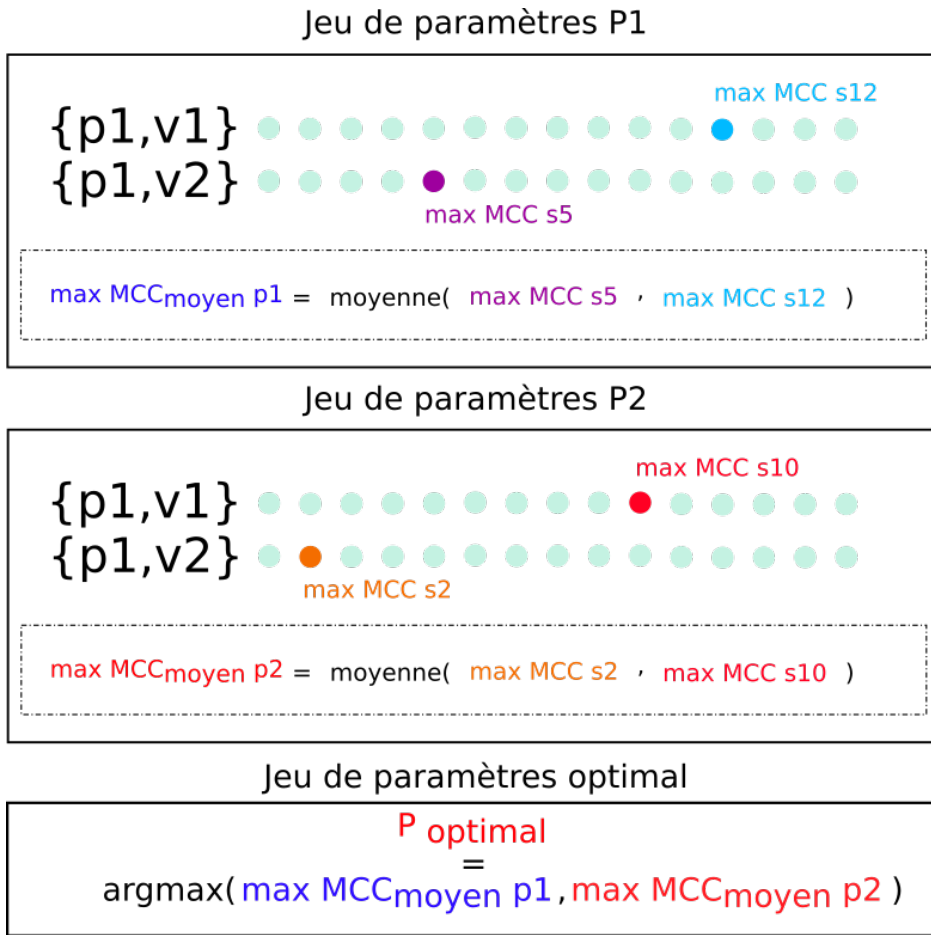 Jeu de paramètres P1
max MCC s12
{p1,v1}
{p1,v2}
max MCC s5
max MCCmoyen p1 = moyenne( max MCC s5 , max MCC s12 )
Jeu de paramètres P2
max MCC s10
{p1,v1}
{p1,v2}
max MCC s2
max MCCmoyen p2 = moyenne( max MCC s2 , max MCC s10 )
Jeu de paramètres optimal
P optimal
=
argmax(max MCCmoyen p1,max MCCmoyen p2)